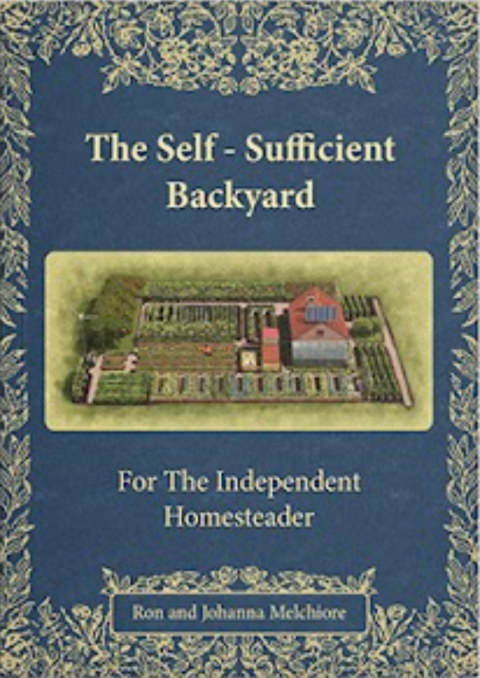 The Self - Sufficient
Backyard
For The Independent
Homesteader
Ron and Johanna Melchiore